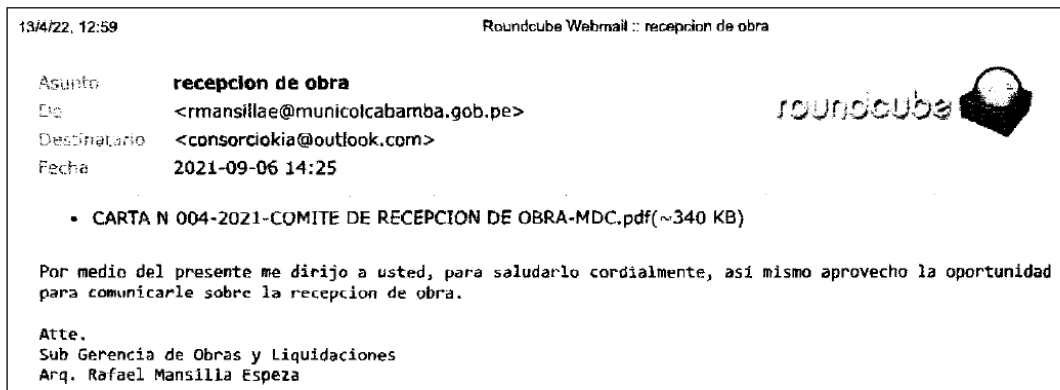 13/4/22, 12:59
Roundcube Webmail :: recepcion de obra
Asunto recepcion de obra
De <rmansillae@municolcabamba.gob.pe>
Destinatario <consorciokia@outlook.com>
Fecha 2021-09-06 14:25
roundcube
• CARTA N 004-2021-COMITE DE RECEPCION DE OBRA-MDC.pdf(~340 KB)
Por medio del presente me dirijo a usted, para saludarlo cordialmente, así mismo aprovecho la oportunidad
para comunicarle sobre la recepcion de obra.
Atte.
Sub Gerencia de Obras y Liquidaciones
Arq. Rafael Mansilla Espeza